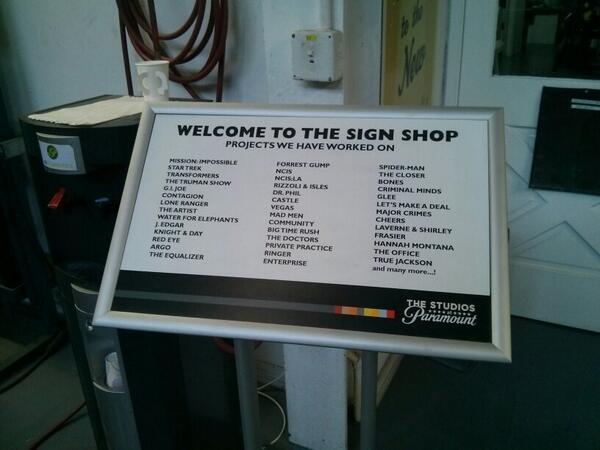 to the
News
3
WELCOME TO THE SIGN SHOP
PROJECTS WE HAVE WORKED ON
MISSION: IMPOSSIBLE
STAR TREK
TRANSFORMERS
THE TRUMAN SHOW
G.I. JOE
CONTAGION
LONE RANGER
THE ARTIST
WATER FOR ELEPHANTS
J. EDGAR
KNIGHT & DAY
RED EYE
ARGO
THE EQUALIZER
FORREST GUMP
NCIS
NCIS:LA
RIZZOLI & ISLES
DR. PHIL
CASTLE
VEGAS
MAD MEN
COMMUNITY
BIG TIME RUSH
THE DOCTORS
PRIVATE PRACTICE
RINGER
ENTERPRISE
SPIDER-MAN
THE CLOSER
BONES
CRIMINAL MINDS
GLEE
LET'S MAKE A DEAL
MAJOR CRIMES
CHEERS
LAVERNE & SHIRLEY
FRASIER
HANNAH MONTANA
THE OFFICE
TRUE JACKSON
and many more...!
THE STUDIOS
Paramount